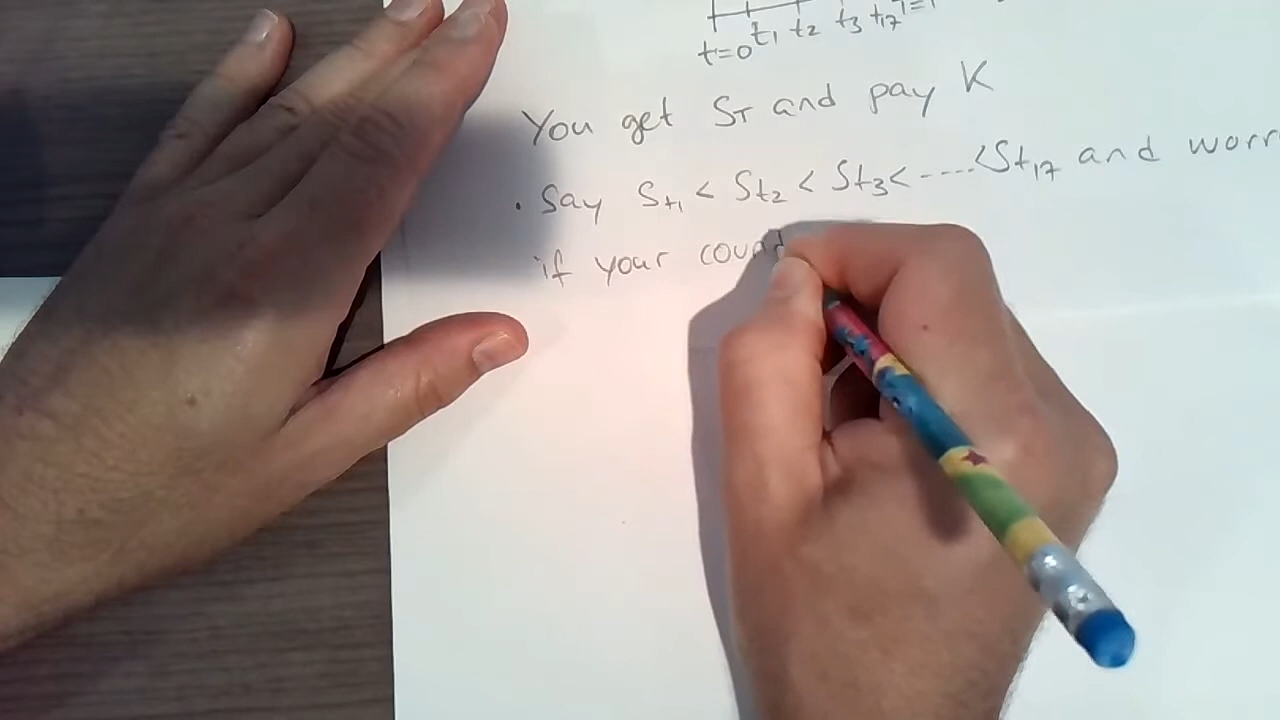 t=0 t1 t2 t3 t17 T=1
You get ST and pay K
. Say St1 < St2 < St3 < ----. < St17 and worr
if your coun